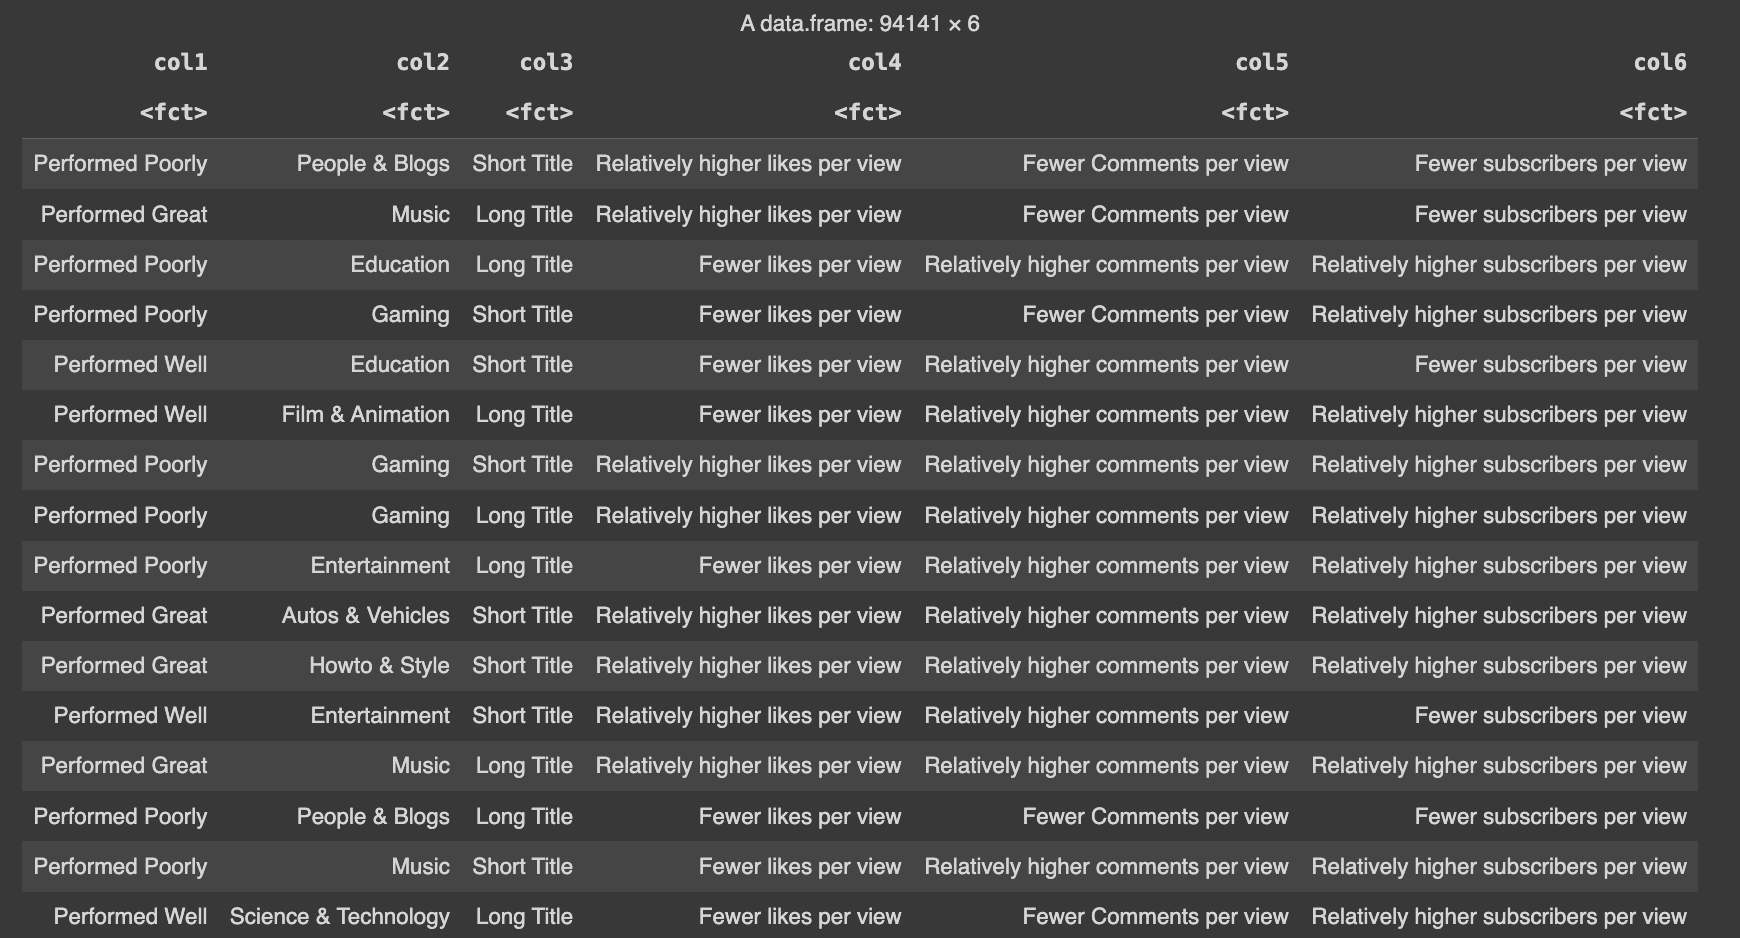 A data.frame: 94141 × 6
col1 col2 col3 col4 col5 col6
<fct> <fct> <fct> <fct> <fct> <fct>
Performed Poorly People & Blogs Short Title Relatively higher likes per view Fewer Comments per view Fewer subscribers per view
Performed Great Music Long Title Relatively higher likes per view Fewer Comments per view Fewer subscribers per view
Performed Poorly Education Long Title Fewer likes per view Relatively higher comments per view Relatively higher subscribers per view
Performed Poorly Gaming Short Title Fewer likes per view Fewer Comments per view Relatively higher subscribers per view
Performed Well Education Short Title Fewer likes per view Relatively higher comments per view Fewer subscribers per view
Performed Well Film & Animation Long Title Fewer likes per view Relatively higher comments per view Relatively higher subscribers per view
Performed Poorly Gaming Short Title Relatively higher likes per view Relatively higher comments per view Relatively higher subscribers per view
Performed Poorly Gaming Long Title Relatively higher likes per view Relatively higher comments per view Relatively higher subscribers per view
Performed Poorly Entertainment Long Title Fewer likes per view Relatively higher comments per view Relatively higher subscribers per view
Performed Great Autos & Vehicles Short Title Relatively higher likes per view Relatively higher comments per view Relatively higher subscribers per view
Performed Great Howto & Style Short Title Relatively higher likes per view Relatively higher comments per view Relatively higher subscribers per view
Performed Well Entertainment Short Title Relatively higher likes per view Relatively higher comments per view Fewer subscribers per view
Performed Great Music Long Title Relatively higher likes per view Relatively higher comments per view Relatively higher subscribers per view
Performed Poorly People & Blogs Long Title Fewer likes per view Fewer Comments per view Fewer subscribers per view
Performed Poorly Music Short Title Fewer likes per view Relatively higher comments per view Relatively higher subscribers per view
Performed Well Science & Technology Long Title Fewer likes per view Fewer Comments per view Relatively higher subscribers per view